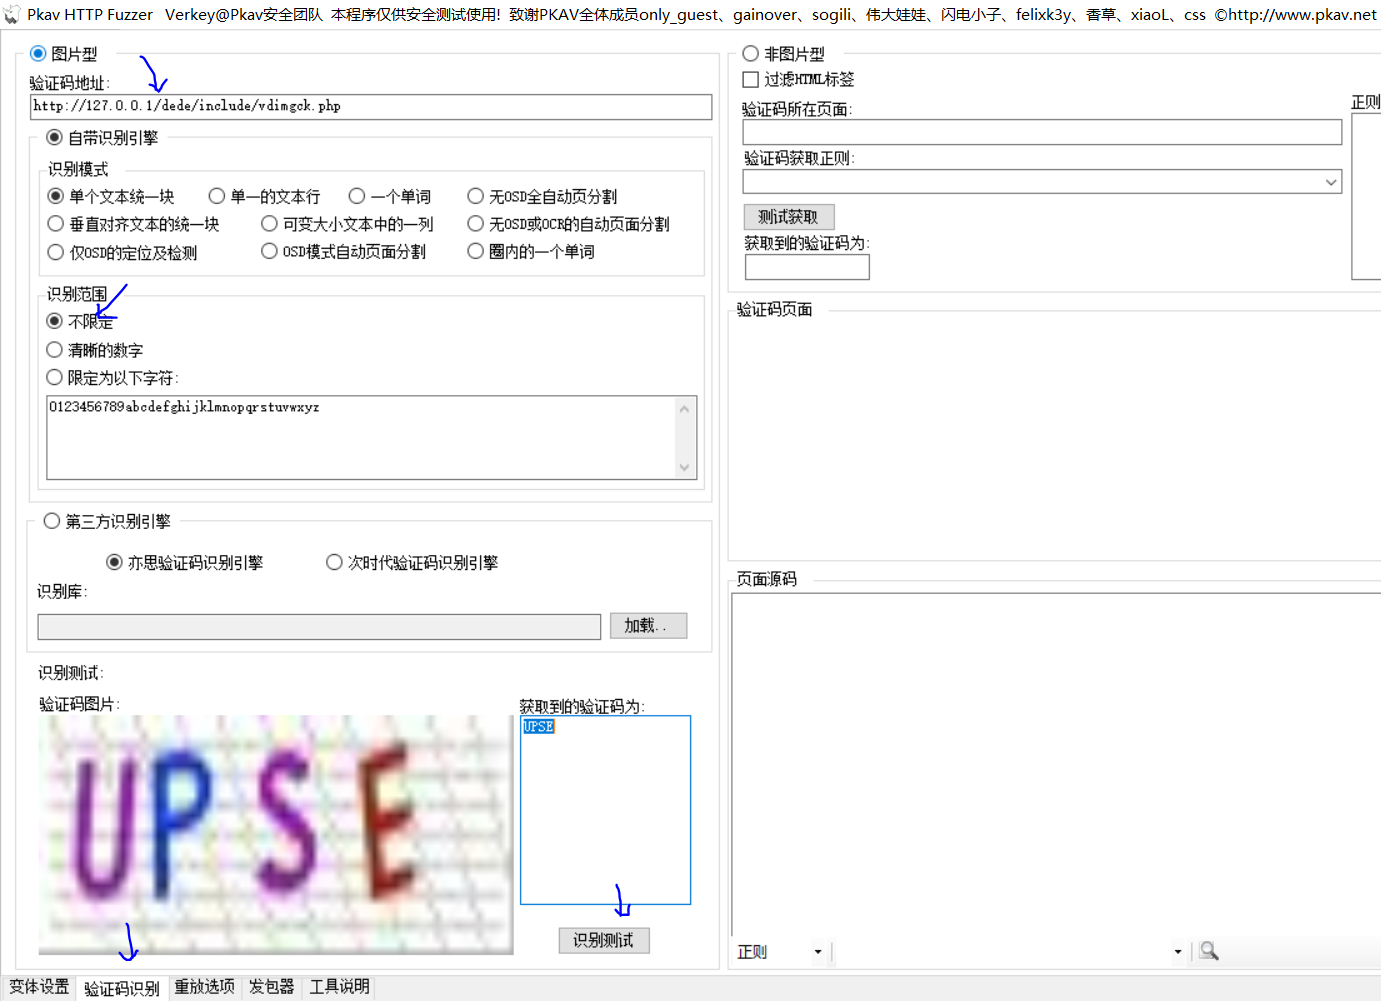 Pkav HTTP Fuzzer Verkey@Pkav安全团队 本程序仅供安全测试使用! 致谢PKAV全体成员only_guest、gainover、sogili、伟大娃娃、闪电小子、felixk3y、香草、xiaoL、css ©http://www.pkav.net
图片型
验证码地址:
http://127.0.0.1/dede/include/vdimgck.php
自带识别引擎
识别模式
单个文本统一块 单一的文本行 一个单词 无OSD全自动页分割
垂直对齐文本的统一块 可变大小文本中的一列 无OSD或OCR的自动页面分割
仅OSD的定位及检测 OSD模式自动页面分割 圈内的一个单词
识别范围
不限定
清晰的数字
限定为以下字符:
0123456789abcdefghijklmnopqrstuvwxyz
第三方识别引擎
亦思验证码识别引擎 次时代验证码识别引擎
识别库:
加载..
识别测试:
验证码图片:
UPSE
获取到的验证码为:
UPSE
识别测试
非图片型
过滤HTML标签
验证码所在页面:
正则
验证码获取正则:
测试获取
获取到的验证码为:
验证码页面
页面源码
正则
变体设置 验证码识别 重放选项 发包器 工具说明